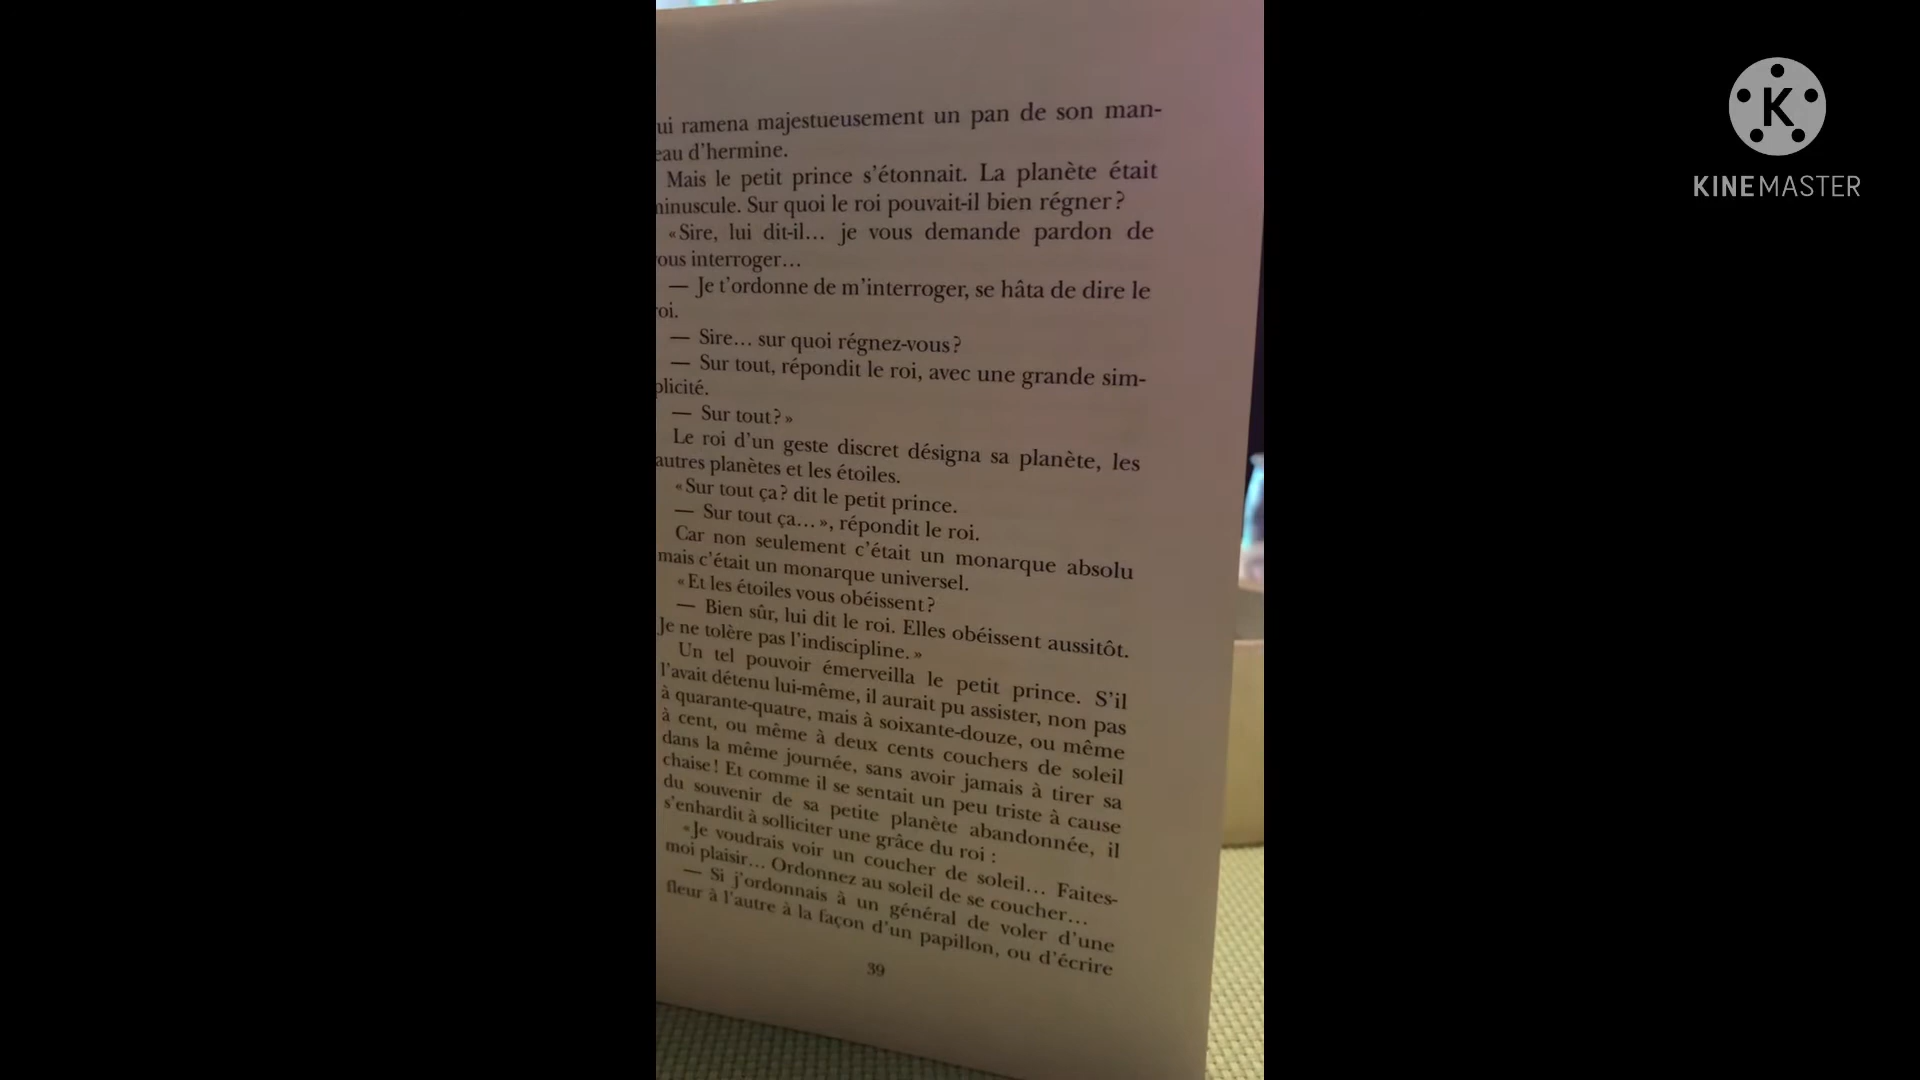 ui ramena majestueusement un pan de son man-
eau d'hermine.
Mais le petit prince s'étonnait. La planète était
inuscule. Sur quoi le roi pouvait-il bien régner ?
« Sire, lui dit-il… je vous demande pardon de
ous interroger…
— Je t'ordonne de m'interroger, se hâta de dire le
oi.
— Sire… sur quoi régnez-vous ?
— Sur tout, répondit le roi, avec une grande sim-
plicité.
— Sur tout ? »
Le roi d'un geste discret désigna sa planète, les
autres planètes et les étoiles.
« Sur tout ça ? dit le petit prince.
— Sur tout ça… », répondit le roi.
Car non seulement c'était un monarque absolu
mais c'était un monarque universel.
« Et les étoiles vous obéissent ?
— Bien sûr, lui dit le roi. Elles obéissent aussitôt.
Je ne tolère pas l'indiscipline. »
Un tel pouvoir émerveilla le petit prince. S'il
l'avait détenu lui-même, il aurait pu assister, non pas
à quarante-quatre, mais à soixante-douze, ou même
à cent, ou même à deux cents couchers de soleil
dans la même journée, sans avoir jamais à tirer sa
chaise ! Et comme il se sentait un peu triste à cause
du souvenir de sa petite planète abandonnée, il
s'enhardit à solliciter une grâce du roi :
« Je voudrais voir un coucher de soleil… Faites-
moi plaisir… Ordonnez au soleil de se coucher…
— Si j'ordonnais à un général de voler d'une
fleur à l'autre à la façon d'un papillon, ou d'écrire
39
K
KINEMASTER